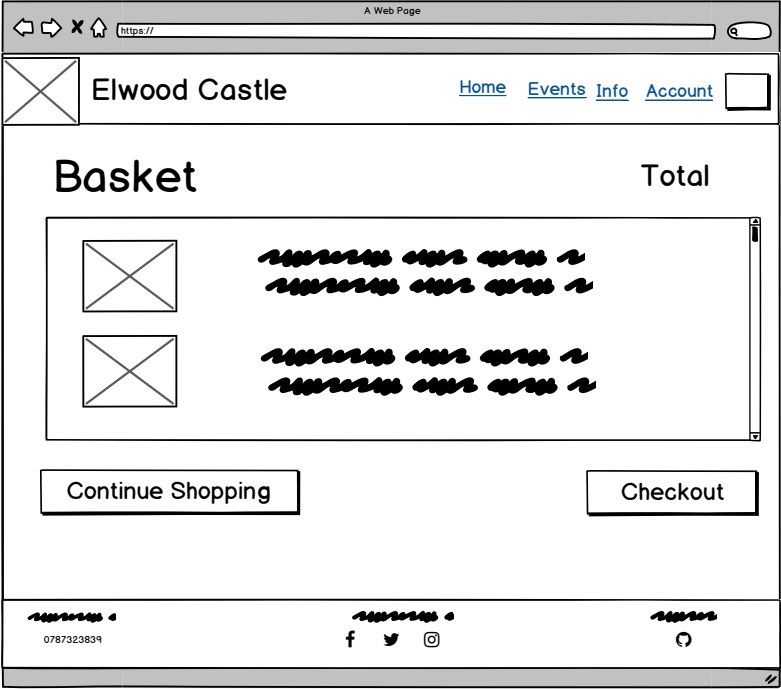 A Web Page
https://
Elwood Castle
Home Events Info Account
Basket
Total
Continue Shopping
Checkout
0787323839